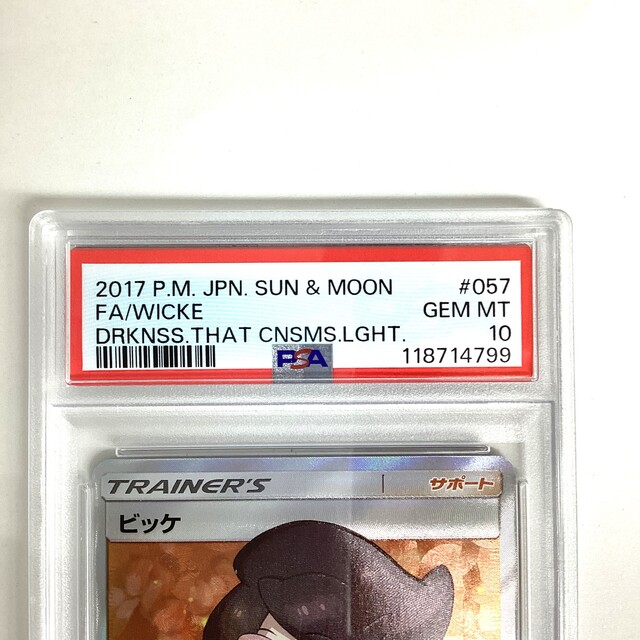 2017 P.M. JPN. SUN & MOON #057
FA/WICKE GEM MT
DRKNSS.THAT CNSMS.LGHT. 10
PSA 118714799
TRAINER'S サポート
ビッケ